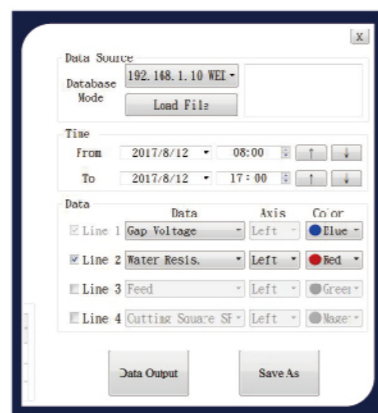 x
Data Source
Database Mode
192.168.1.10 WEI
Load File
Time
From 2017/8/12 08:00 ↑ ↓
To 2017/8/12 17:00 ↑ ↓
Data
Data Axis Color
Line 1 Gap Voltage Left Blue
Line 2 Water Resis. Left Red
Line 3 Feed Left Green
Line 4 Cutting Square SF Left
Data Output Save As